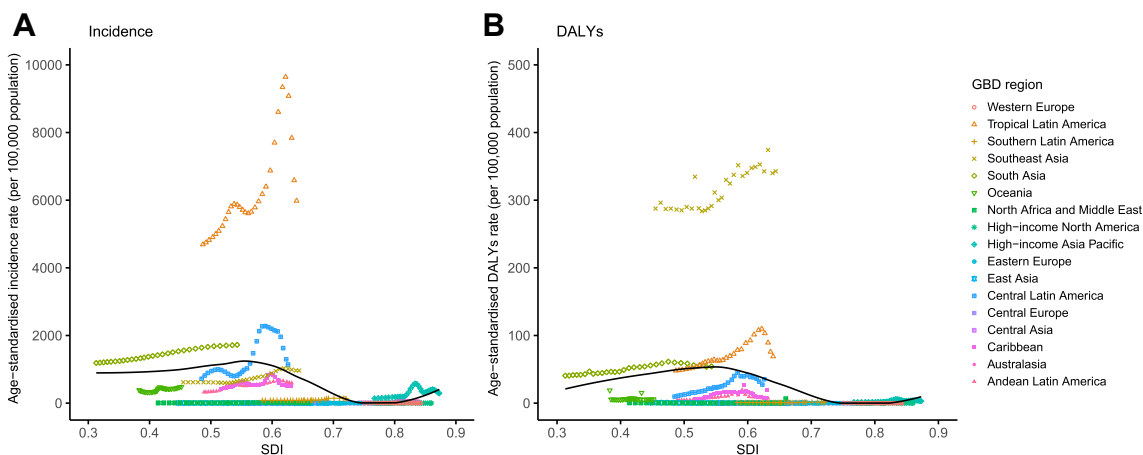 A
Incidence
Age−standardised incidence rate (per 100,000 population)
10000
8000
6000
4000
2000
0
0.3 0.4 0.5 0.6 0.7 0.8 0.9
SDI
B
DALYs
Age−standardised DALYs rate (per 100,000 population)
500
400
300
200
100
0
0.3 0.4 0.5 0.6 0.7 0.8 0.9
SDI
GBD region
Western Europe
Tropical Latin America
Southern Latin America
Southeast Asia
South Asia
Oceania
North Africa and Middle East
High−income North America
High−income Asia Pacific
Eastern Europe
East Asia
Central Latin America
Central Europe
Central Asia
Caribbean
Australasia
Andean Latin America